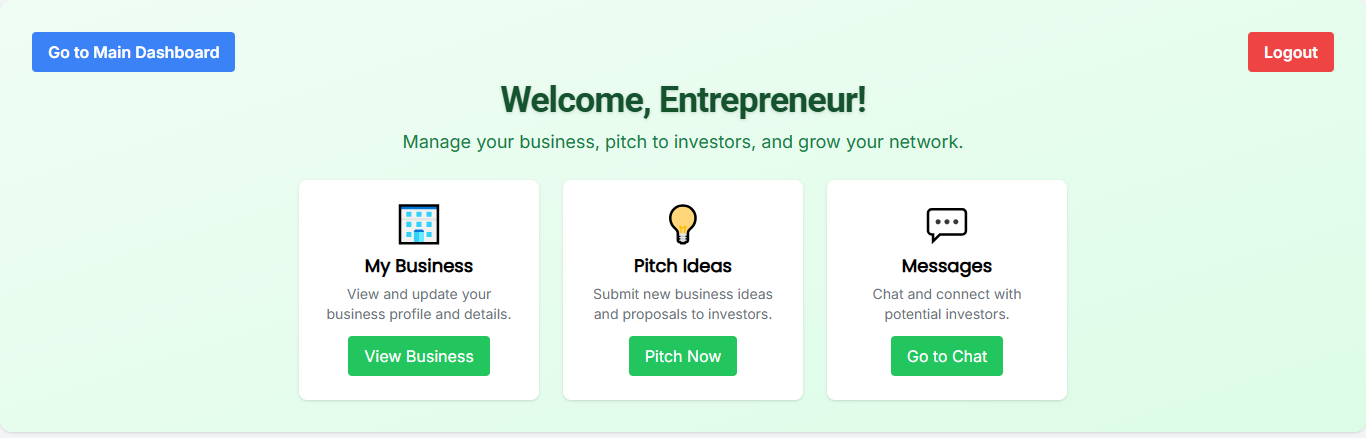 Go to Main Dashboard
Logout
Welcome, Entrepreneur!
Manage your business, pitch to investors, and grow your network.
My Business
View and update your
business profile and details.
View Business
Pitch Ideas
Submit new business ideas
and proposals to investors.
Pitch Now
Messages
Chat and connect with
potential investors.
Go to Chat